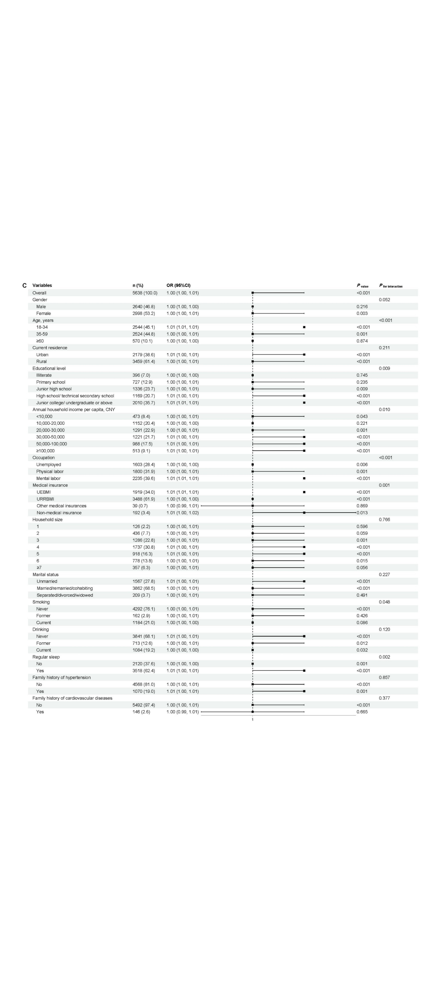 C Variables n (%) OR (95%CI) P value P for interaction
Overall 5638 (100.0) 1.00 (1.00, 1.01) <0.001
Gender 0.052
Male 2640 (46.8) 1.00 (1.00, 1.00) 0.216
Female 2998 (53.2) 1.00 (1.00, 1.01) 0.003
Age, years <0.001
18-34 2544 (45.1) 1.01 (1.01, 1.01) <0.001
35-59 2524 (44.8) 1.00 (1.00, 1.01) 0.001
≥60 570 (10.1) 1.00 (1.00, 1.00) 0.874
Current residence 0.211
Urban 2179 (38.6) 1.01 (1.00, 1.01) <0.001
Rural 3459 (61.4) 1.00 (1.00, 1.01) <0.001
Educational level 0.009
Illiterate 396 (7.0) 1.00 (1.00, 1.00) 0.745
Primary school 727 (12.9) 1.00 (1.00, 1.01) 0.235
Junior high school 1336 (23.7) 1.00 (1.00, 1.01) 0.009
High school/ technical secondary school 1169 (20.7) 1.01 (1.00, 1.01) <0.001
Junior college/ undergraduate or above 2010 (35.7) 1.01 (1.01, 1.01) <0.001
Annual household income per capita, CNY 0.010
<10,000 473 (8.4) 1.00 (1.00, 1.01) 0.043
10,000-20,000 1152 (20.4) 1.00 (1.00, 1.00) 0.221
20,000-30,000 1291 (22.9) 1.00 (1.00, 1.01) 0.001
30,000-50,000 1221 (21.7) 1.01 (1.00, 1.01) <0.001
50,000-100,000 988 (17.5) 1.01 (1.00, 1.01) <0.001
≥100,000 513 (9.1) 1.01 (1.00, 1.01) <0.001
Occupation <0.001
Unemployed 1603 (28.4) 1.00 (1.00, 1.00) 0.006
Physical labor 1800 (31.9) 1.00 (1.00, 1.01) 0.001
Mental labor 2235 (39.6) 1.01 (1.01, 1.01) <0.001
Medical insurance 0.001
UEBMI 1919 (34.0) 1.01 (1.01, 1.01) <0.001
URRBMI 3488 (61.9) 1.00 (1.00, 1.00) <0.001
Other medical insurances 39 (0.7) 1.00 (0.99, 1.01) 0.869
Non-medical insurance 192 (3.4) 1.01 (1.00, 1.02) 0.013
Household size 0.766
1 126 (2.2) 1.00 (1.00, 1.01) 0.596
2 436 (7.7) 1.00 (1.00, 1.01) 0.059
3 1286 (22.8) 1.00 (1.00, 1.01) 0.001
4 1737 (30.8) 1.01 (1.00, 1.01) <0.001
5 918 (16.3) 1.01 (1.00, 1.01) <0.001
6 778 (13.8) 1.00 (1.00, 1.01) 0.015
≥7 357 (6.3) 1.00 (1.00, 1.01) 0.056
Marital status 0.227
Unmarried 1567 (27.8) 1.01 (1.00, 1.01) <0.001
Married/remarried/cohabiting 3862 (68.5) 1.00 (1.00, 1.01) <0.001
Separated/divorced/widowed 209 (3.7) 1.00 (1.00, 1.01) 0.491
Smoking 0.048
Never 4292 (76.1) 1.00 (1.00, 1.01) <0.001
Former 162 (2.9) 1.00 (1.00, 1.01) 0.426
Current 1184 (21.0) 1.00 (1.00, 1.00) 0.086
Drinking 0.120
Never 3841 (68.1) 1.01 (1.00, 1.01) <0.001
Former 713 (12.6) 1.00 (1.00, 1.01) 0.012
Current 1084 (19.2) 1.00 (1.00, 1.00) 0.032
Regular sleep 0.002
No 2120 (37.6) 1.00 (1.00, 1.00) 0.001
Yes 3518 (62.4) 1.01 (1.00, 1.01) <0.001
Family history of hypertension 0.857
No 4568 (81.0) 1.00 (1.00, 1.01) <0.001
Yes 1070 (19.0) 1.01 (1.00, 1.01) 0.001
Family history of cardiovascular diseases 0.377
No 5492 (97.4) 1.00 (1.00, 1.01) <0.001
Yes 146 (2.6) 1.00 (0.99, 1.01) 0.665
1